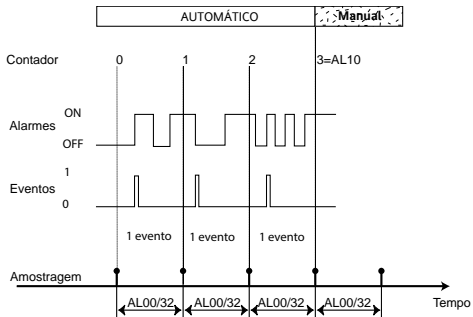 AUTOMÁTICO Manual
Contador 0 1 2 3=AL10
Alarmes ON
OFF
Eventos 1
0
1 evento 1 evento 1 evento
Amostragem
Tempo
AL00/32 AL00/32 AL00/32 AL00/32